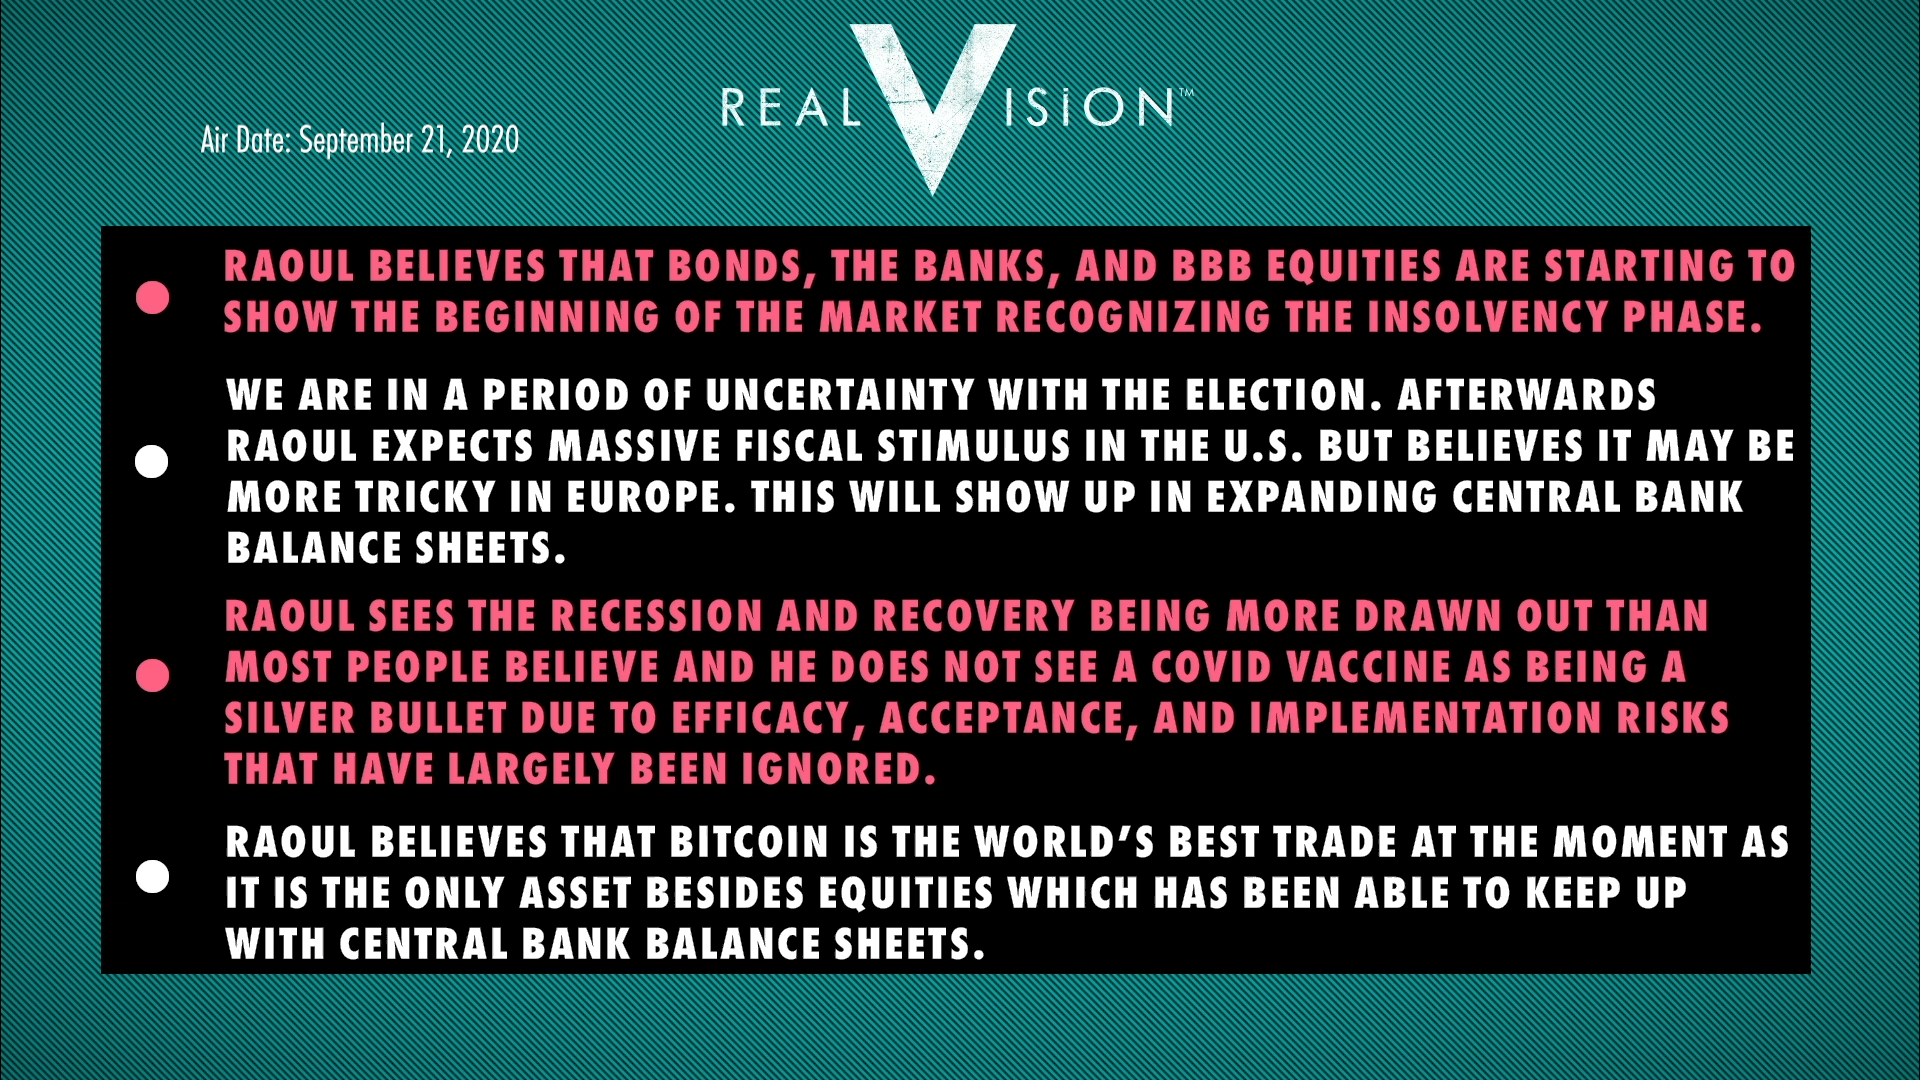 REAL VISiON™
Air Date: September 21, 2020
RAOUL BELIEVES THAT BONDS, THE BANKS, AND BBB EQUITIES ARE STARTING TO
SHOW THE BEGINNING OF THE MARKET RECOGNIZING THE INSOLVENCY PHASE.
WE ARE IN A PERIOD OF UNCERTAINTY WITH THE ELECTION. AFTERWARDS
RAOUL EXPECTS MASSIVE FISCAL STIMULUS IN THE U.S. BUT BELIEVES IT MAY BE
MORE TRICKY IN EUROPE. THIS WILL SHOW UP IN EXPANDING CENTRAL BANK
BALANCE SHEETS.
RAOUL SEES THE RECESSION AND RECOVERY BEING MORE DRAWN OUT THAN
MOST PEOPLE BELIEVE AND HE DOES NOT SEE A COVID VACCINE AS BEING A
SILVER BULLET DUE TO EFFICACY, ACCEPTANCE, AND IMPLEMENTATION RISKS
THAT HAVE LARGELY BEEN IGNORED.
RAOUL BELIEVES THAT BITCOIN IS THE WORLD’S BEST TRADE AT THE MOMENT AS
IT IS THE ONLY ASSET BESIDES EQUITIES WHICH HAS BEEN ABLE TO KEEP UP
WITH CENTRAL BANK BALANCE SHEETS.